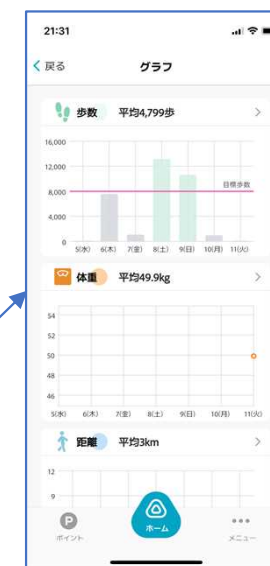 21:31
戻る
グラフ
歩数 平均4,799歩
16,000
12,000
目標歩数
8,000
4,000
0
5(水) 6(木) 7(金) 8(土) 9(日) 10(月) 11(火)
体重 平均49.9kg
54
52
50
48
46
5(水) 6(木) 7(金) 8(土) 9(日) 10(月) 11(火)
距離 平均3km
12
9
P
ホーム
ポイント
メニュー